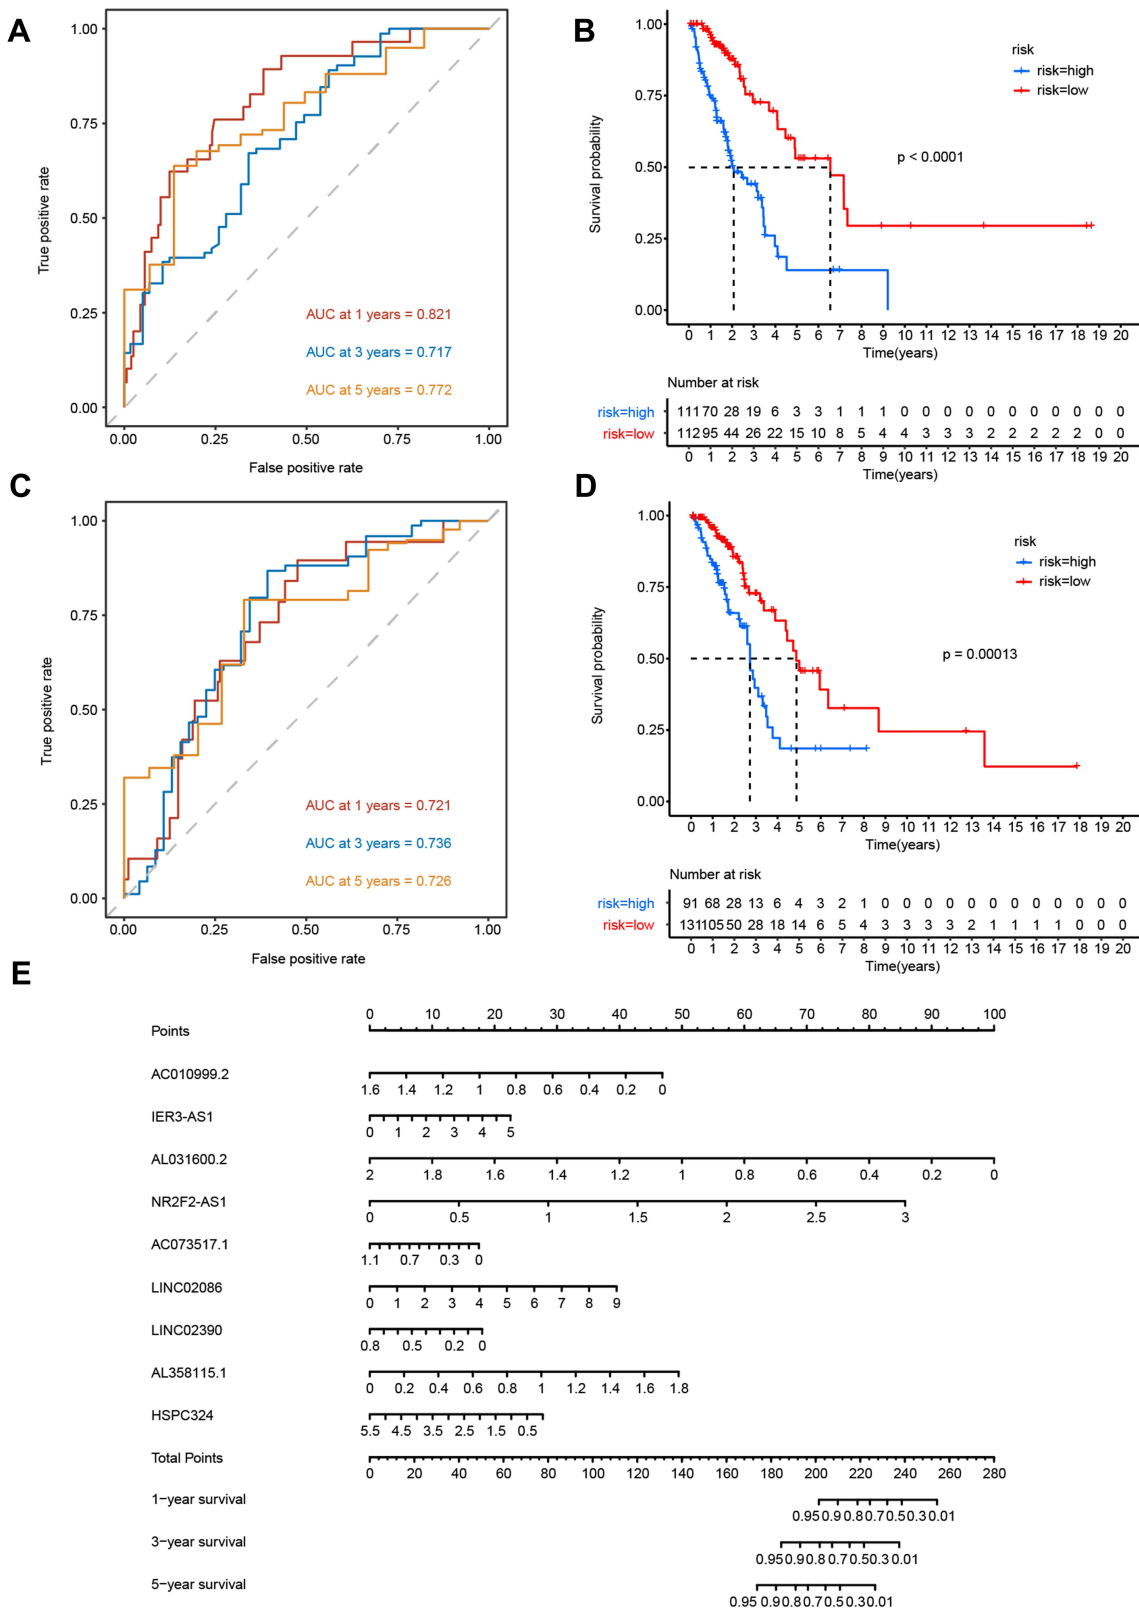 A
1.00
0.75
0.50
0.25
0.00
True positive rate
AUC at 1 years = 0.821
AUC at 3 years = 0.717
AUC at 5 years = 0.772
0.00 0.25 0.50 0.75 1.00
False positive rate
B
1.00
0.75
0.50
0.25
0.00
Survival probability
risk
risk=high
risk=low
p < 0.0001
0 1 2 3 4 5 6 7 8 9 10 11 12 13 14 15 16 17 18 19 20
Time(years)
Number at risk
risk=high 111 70 28 19 6 3 3 1 1 1 0 0 0 0 0 0 0 0 0 0 0
risk=low 112 95 44 26 22 15 10 8 5 4 4 3 3 3 2 2 2 2 2 0 0
0 1 2 3 4 5 6 7 8 9 10 11 12 13 14 15 16 17 18 19 20
Time(years)
C
1.00
0.75
0.50
0.25
0.00
True positive rate
AUC at 1 years = 0.721
AUC at 3 years = 0.736
AUC at 5 years = 0.726
0.00 0.25 0.50 0.75 1.00
False positive rate
D
1.00
0.75
0.50
0.25
0.00
Survival probability
risk
risk=high
risk=low
p = 0.00013
0 1 2 3 4 5 6 7 8 9 10 11 12 13 14 15 16 17 18 19 20
Time(years)
Number at risk
risk=high 91 68 28 13 6 4 3 2 1 0 0 0 0 0 0 0 0 0 0 0 0
risk=low 131 105 50 28 18 14 6 5 4 3 3 3 3 2 1 1 1 1 0 0 0
0 1 2 3 4 5 6 7 8 9 10 11 12 13 14 15 16 17 18 19 20
Time(years)
E
0 10 20 30 40 50 60 70 80 90 100
Points
AC010999.2
1.6 1.4 1.2 1 0.8 0.6 0.4 0.2 0
IER3-AS1
0 1 2 3 4 5
AL031600.2
2 1.8 1.6 1.4 1.2 1 0.8 0.6 0.4 0.2 0
NR2F2-AS1
0 0.5 1 1.5 2 2.5 3
AC073517.1
1.1 0.7 0.3 0
LINC02086
0 1 2 3 4 5 6 7 8 9
LINC02390
0.8 0.5 0.2 0
AL358115.1
0 0.2 0.4 0.6 0.8 1 1.2 1.4 1.6 1.8
HSPC324
5.5 4.5 3.5 2.5 1.5 0.5
Total Points
0 20 40 60 80 100 120 140 160 180 200 220 240 260 280
1−year survival
0.95 0.9 0.8 0.7 0.5 0.3 0.01
3−year survival
0.95 0.9 0.8 0.7 0.5 0.3 0.01
5−year survival
0.95 0.9 0.8 0.7 0.5 0.3 0.01